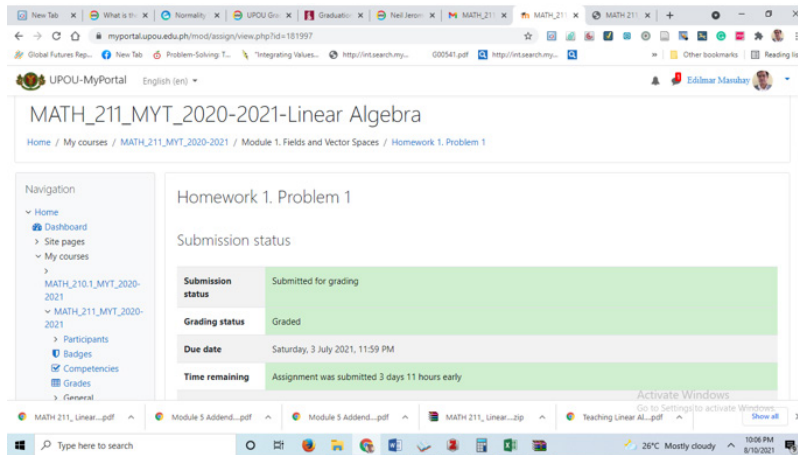 New Tab
What is the
Normality
UPOU Gra
Graduation
Neil Jerom
MATH_211
MATH_211
MATH 211
myportal.upou.edu.ph/mod/assign/view.php?id=181997
Global Futures Rep...
New Tab
Problem-Solving: T...
"Integrating Values...
http://int.search.my...
G00541.pdf
http://int.search.my...
Other bookmarks
Reading lis
UPOU-MyPortal
English (en)
Edilmar Masuhay
MATH_211_MYT_2020-2021-Linear Algebra
Home / My courses / MATH_211_MYT_2020-2021 / Module 1. Fields and Vector Spaces / Homework 1. Problem 1
Navigation
Home
Dashboard
Site pages
My courses
MATH_210.1_MYT_2020-
2021
MATH_211_MYT_2020-
2021
Participants
Badges
Competencies
Grades
General
Homework 1. Problem 1
Submission status
Submission status Submitted for grading
Grading status Graded
Due date Saturday, 3 July 2021, 11:59 PM
Time remaining Assignment was submitted 3 days 11 hours early
Activate Windows
Go to Settings to activate Windows.
MATH 211_ Linear....pdf
Module 5 Addend....pdf
Module 5 Addend....pdf
MATH 211_ Linear....zip
Teaching Linear Al....pdf
Show all
Type here to search
26°C Mostly cloudy
10:06 PM
8/10/2021